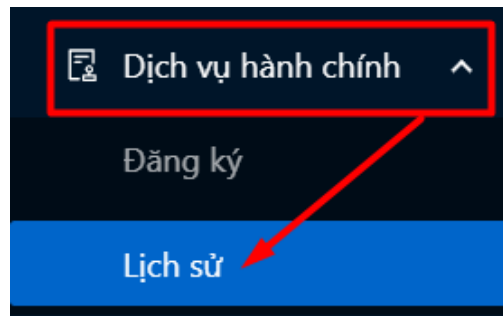 Dịch vụ hành chính
Đăng ký
Lịch sử